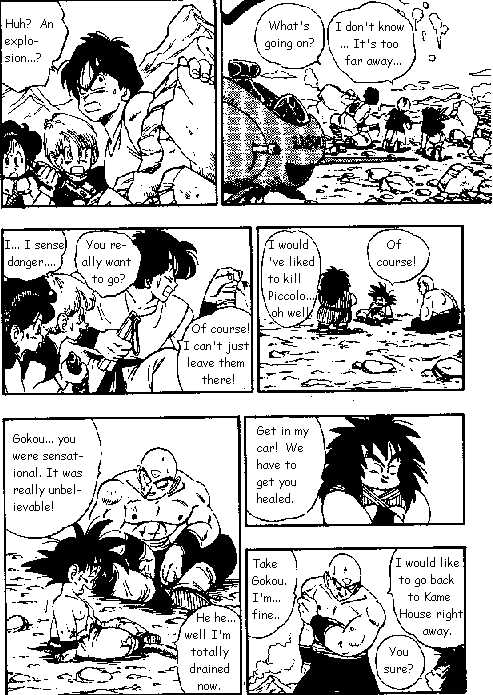 Huh? An
explo-
sion...?
What's
going on?
I don't know
... It's too
far away...
I... I sense
danger....
You re-
ally want
to go?
Of course!
I can't just
leave them
there!
I would
've liked
to kill
Piccolo...
oh well.
Of
course!
Gokou... you
were sensat-
ional. It was
really unbel-
ievable!
He he...
well I'm
totally
drained
now.
Get in my
car! We
have to
get you
healed.
Take
Gokou.
I'm...
fine..
I would like
to go back
to Kame
House right
away.
You
sure?